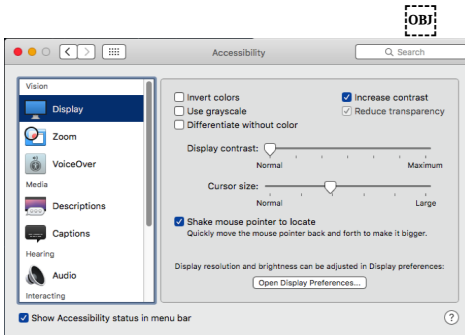 OBJ
Accessibility
Search
Vision
Display
Zoom
VoiceOver
Media
Descriptions
Captions
Hearing
Audio
Interacting
Invert colors
Increase contrast
Use grayscale
Reduce transparency
Differentiate without color
Display contrast:
Normal Maximum
Cursor size:
Normal Large
Shake mouse pointer to locate
Quickly move the mouse pointer back and forth to make it bigger.
Display resolution and brightness can be adjusted in Display preferences:
Open Display Preferences...
Show Accessibility status in menu bar
?